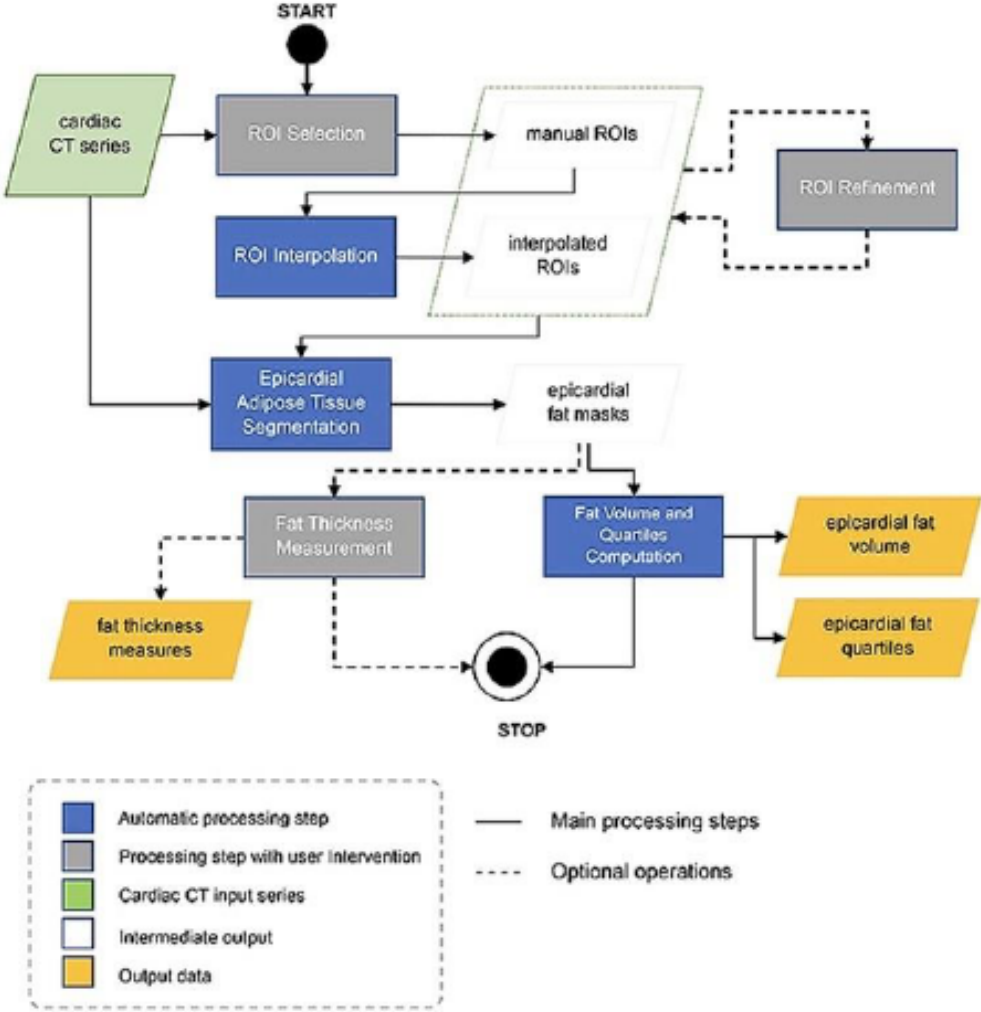 START
cardiac
CT series
ROI Selection
manual ROIs
ROI Refinement
ROI Interpolation
interpolated
ROIs
Epicardial
Adipose Tissue
Segmentation
epicardial
fat masks
Fat Thickness
Measurement
Fat Volume and
Quartiles
Computation
epicardial fat
volume
fat thickness
measures
epicardial fat
quartiles
STOP
Automatic processing step
Processing step with user Intervention
Cardiac CT input series
Intermediate output
Output data
Main processing steps
Optional operations